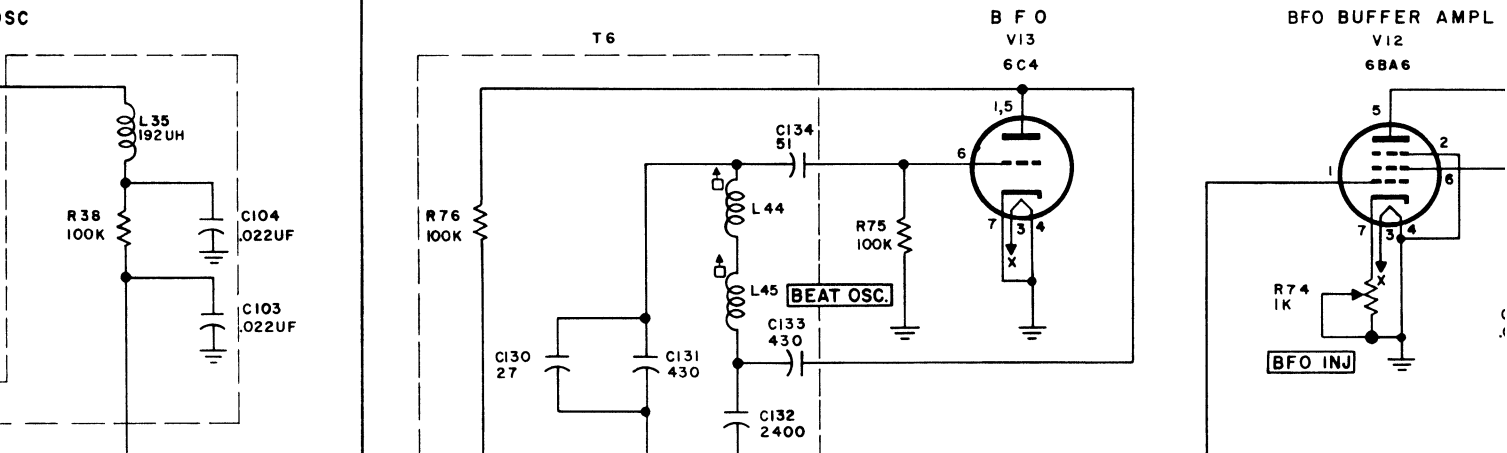 OSC
L35
192UH
R38
100K
C104
.022UF
C103
.022UF
T6
R76
100K
C134
51
L44
L45
BEAT OSC.
C133
430
C130
27
C131
430
C132
2400
R75
100K
B F O
V13
6C4
1,5
6
7
3
4
X
BFO BUFFER AMPL
V12
6BA6
5
2
1
6
7
3
4
X
R74
1K
BFO INJ